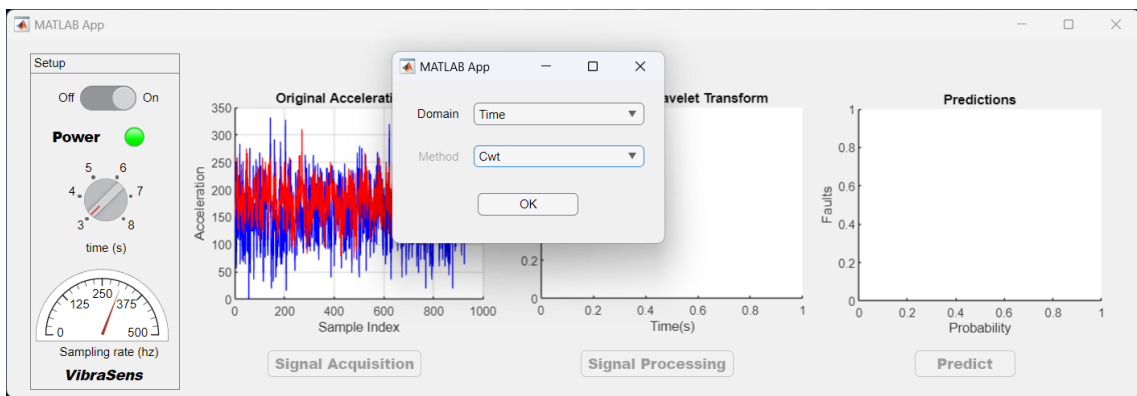 MATLAB App
Setup
Off On
Power
5 6
4 7
3 8
time (s)
125 250 375
0 500
Sampling rate (hz)
VibraSens
Original Accelerati
350
300
250
200
150
100
50
0
0 200 400 600 800 1000
Acceleration
Sample Index
Signal Acquisition
MATLAB App
Domain Time
Method Cwt
OK
avelet Transform
0.2
0
0 0.2 0.4 0.6 0.8 1
Time(s)
Signal Processing
Predictions
1
0.8
0.6
0.4
0.2
0
0 0.2 0.4 0.6 0.8 1
Faults
Probability
Predict